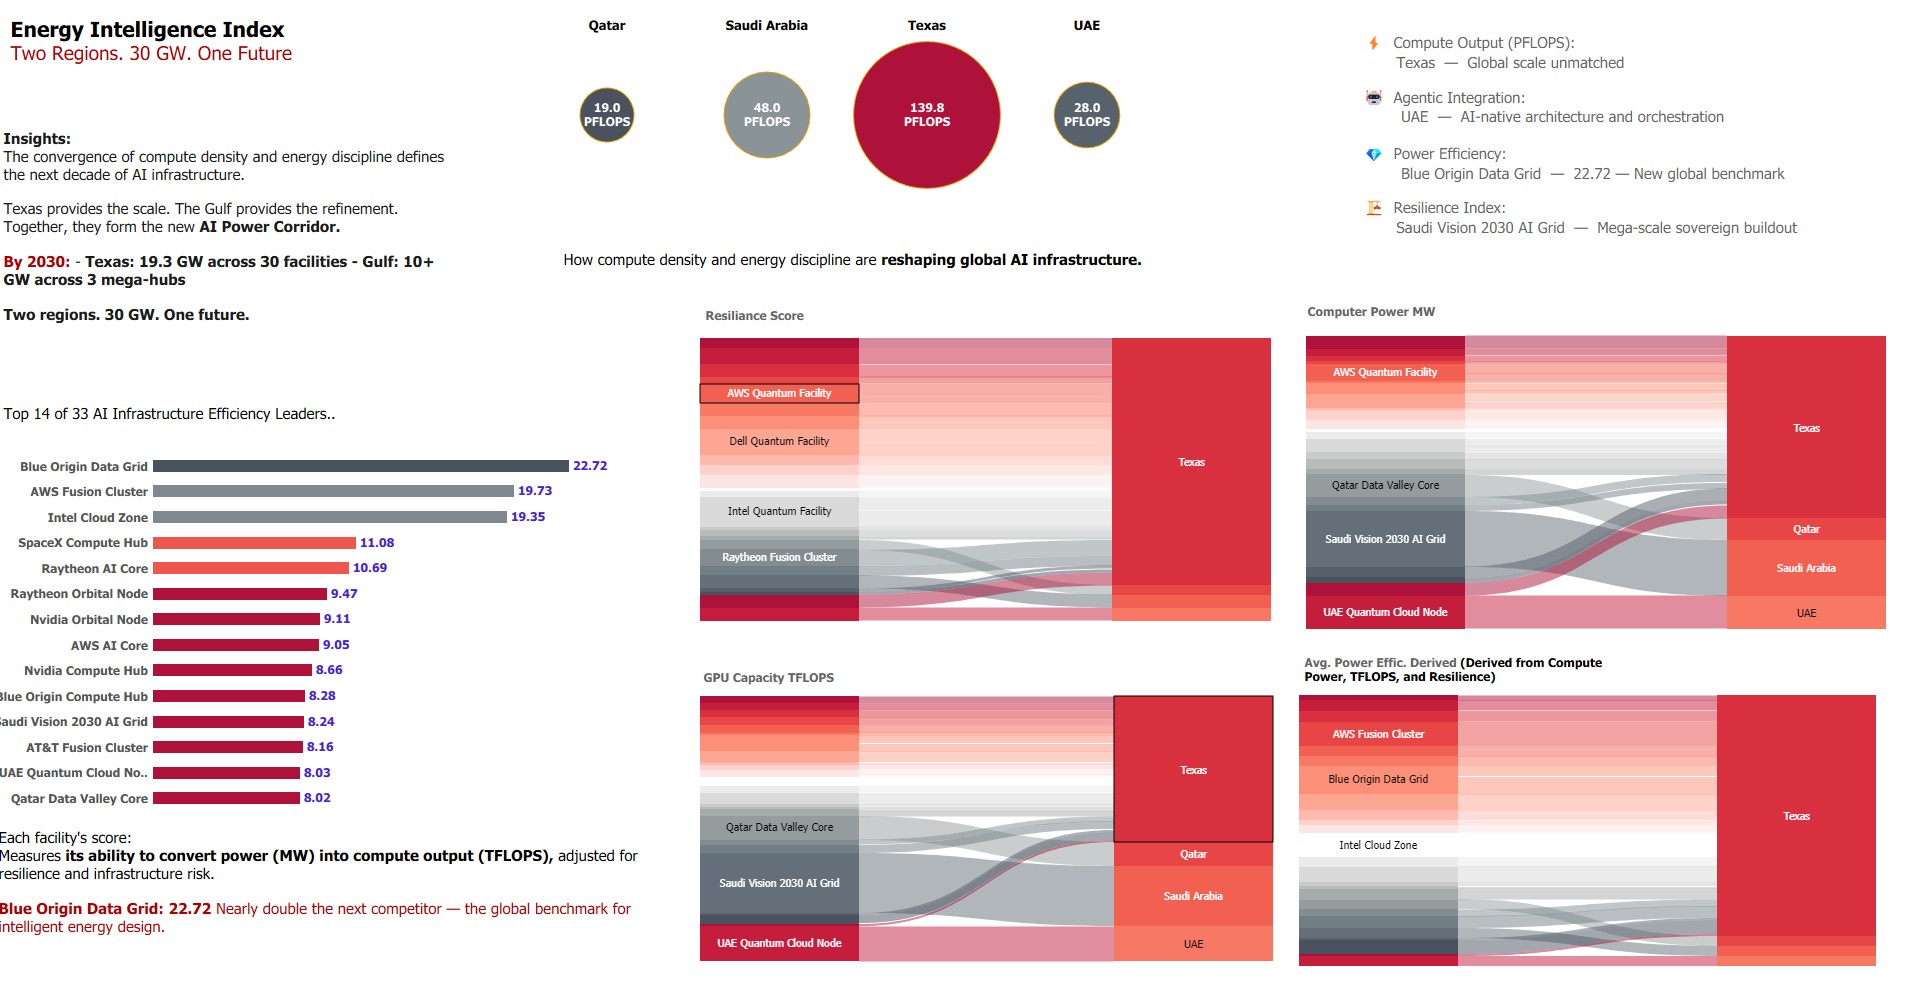 Energy Intelligence Index
Two Regions. 30 GW. One Future
Insights:
The convergence of compute density and energy discipline defines
the next decade of AI infrastructure.
Texas provides the scale. The Gulf provides the refinement.
Together, they form the new AI Power Corridor.
By 2030: - Texas: 19.3 GW across 30 facilities - Gulf: 10+
GW across 3 mega-hubs
Two regions. 30 GW. One future.
Qatar
Saudi Arabia
Texas
UAE
19.0
PFLOPS
48.0
PFLOPS
139.8
PFLOPS
28.0
PFLOPS
How compute density and energy discipline are reshaping global AI infrastructure.
Compute Output (PFLOPS):
Texas — Global scale unmatched
Agentic Integration:
UAE — AI-native architecture and orchestration
Power Efficiency:
Blue Origin Data Grid — 22.72 — New global benchmark
Resilience Index:
Saudi Vision 2030 AI Grid — Mega-scale sovereign buildout
Top 14 of 33 AI Infrastructure Efficiency Leaders..
Blue Origin Data Grid 22.72
AWS Fusion Cluster 19.73
Intel Cloud Zone 19.35
SpaceX Compute Hub 11.08
Raytheon AI Core 10.69
Raytheon Orbital Node 9.47
Nvidia Orbital Node 9.11
AWS AI Core 9.05
Nvidia Compute Hub 8.66
Blue Origin Compute Hub 8.28
Saudi Vision 2030 AI Grid 8.24
AT&T Fusion Cluster 8.16
UAE Quantum Cloud No.. 8.03
Qatar Data Valley Core 8.02
Each facility's score:
Measures its ability to convert power (MW) into compute output (TFLOPS), adjusted for
resilience and infrastructure risk.
Blue Origin Data Grid: 22.72 Nearly double the next competitor — the global benchmark for
intelligent energy design.
Resiliance Score
AWS Quantum Facility
Dell Quantum Facility
Intel Quantum Facility
Raytheon Fusion Cluster
Texas
Computer Power MW
AWS Quantum Facility
Qatar Data Valley Core
Saudi Vision 2030 AI Grid
UAE Quantum Cloud Node
Texas
Qatar
Saudi Arabia
UAE
GPU Capacity TFLOPS
Qatar Data Valley Core
Saudi Vision 2030 AI Grid
UAE Quantum Cloud Node
Texas
Qatar
Saudi Arabia
UAE
Avg. Power Effic. Derived (Derived from Compute
Power, TFLOPS, and Resilience)
AWS Fusion Cluster
Blue Origin Data Grid
Intel Cloud Zone
Texas